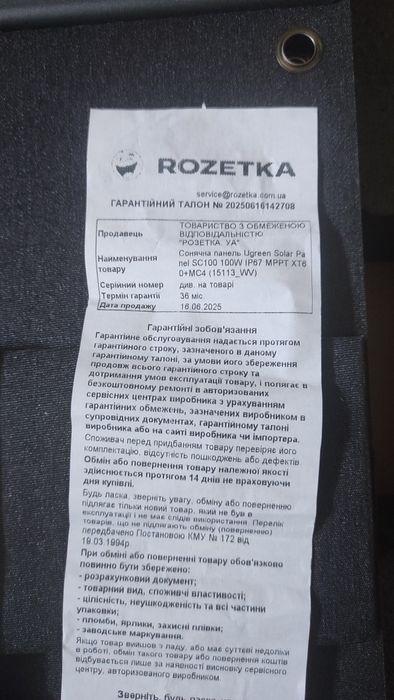 ROZETKA
service@rozetka.com.ua
ГАРАНТІЙНИЙ ТАЛОН № 20250616142708
Продавець ТОВАРИСТВО З ОБМЕЖЕНОЮ
ВІДПОВІДАЛЬНІСТЮ
"РОЗЕТКА. УА"
Найменування товару Сонячна панель Ugreen Solar Pa
nel SC100 100W IP67 MPPT XT6
0+MC4 (15113_WV)
Серійний номер див. на товарі
Термін гарантії 36 міс
Дата продажу 16.06.2025
Гарантійні зобов'язання
Гарантійне обслуговування надається протягом
гарантійного строку, зазначеного в даному
гарантійному талоні, за умови його збереження
продовж всього гарантійного строку та
дотримання умов експлуатації товару, і полягає в
безкоштовному ремонті в авторизованих
сервісних центрах виробника з урахуванням
гарантійних обмежень, зазначених виробником в
супровідних документах, гарантійному талоні
виробника або на сайті виробника чи імпортера.
Споживач перед придбанням товару перевіряє його
комплектацію, відсутність пошкоджень або дефектів
Обмін або повернення товару належної якості
здійснюється протягом 14 днів не враховуючи
дня купівлі.
Будь ласка, зверніть увагу, обміну або поверненню
підлягає тільки новий товар, який не був в
експлуатації і не має слідів використання. Перелік
товарів, що не підлягають обміну (поверненню)
передбачено Постановою КМУ № 172 від
19.03.1994р.
При обміні або поверненні товару обов'язково
повинно бути збережено:
- розрахунковий документ;
- товарний вид, споживчі властивості;
- цілісність, неушкодженість та всі частини
упаковки;
- пломби, ярлики, захисні плівки;
- заводське маркування.
Якщо товар вийшов з ладу, або має суттєві недоліки
в роботі, обмін такого товару або повернення коштів
відбувається лише за наявності висновку сервісного
центру, авторизованого виробником.
Зверніть, будь